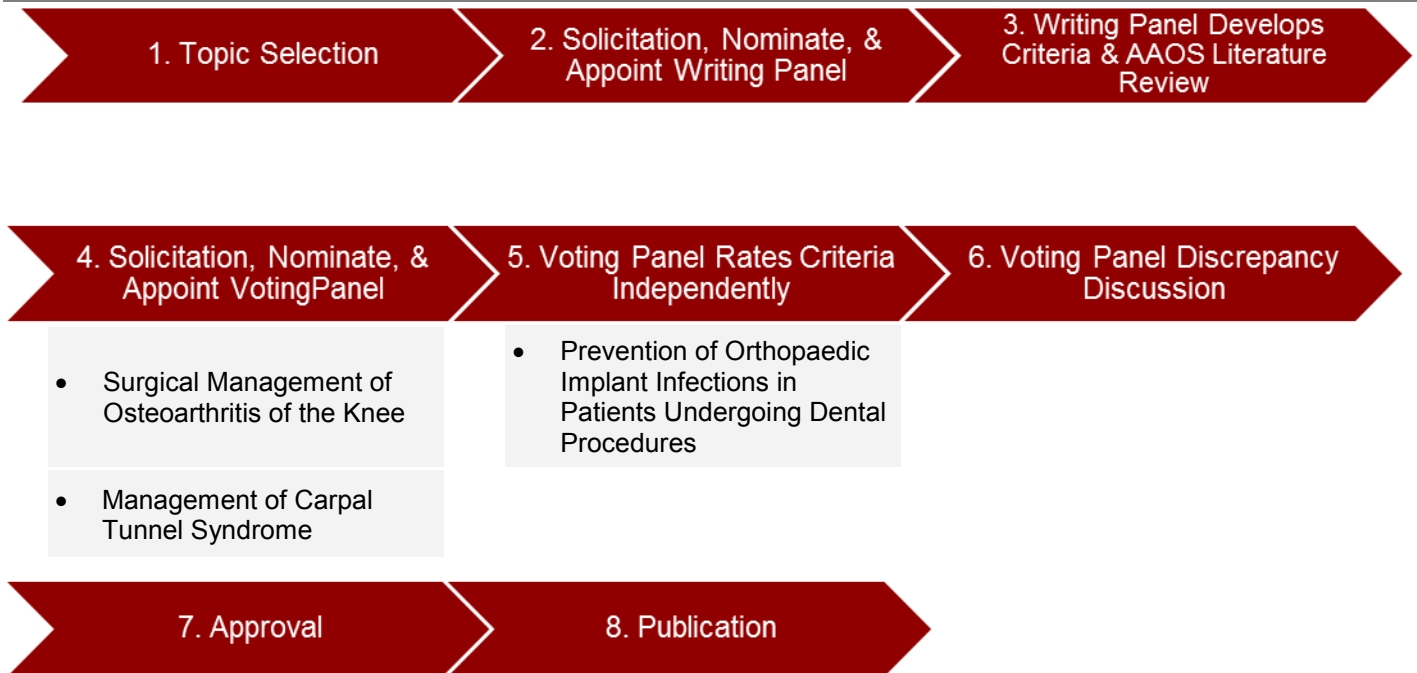 1. Topic Selection
2. Solicitation, Nominate, &
Appoint Writing Panel
3. Writing Panel Develops
Criteria & AAOS Literature
Review
4. Solicitation, Nominate, &
Appoint VotingPanel
5. Voting Panel Rates Criteria
Independently
6. Voting Panel Discrepancy
Discussion
• Surgical Management of
Osteoarthritis of the Knee
• Management of Carpal
Tunnel Syndrome
• Prevention of Orthopaedic
Implant Infections in
Patients Undergoing Dental
Procedures
7. Approval
8. Publication